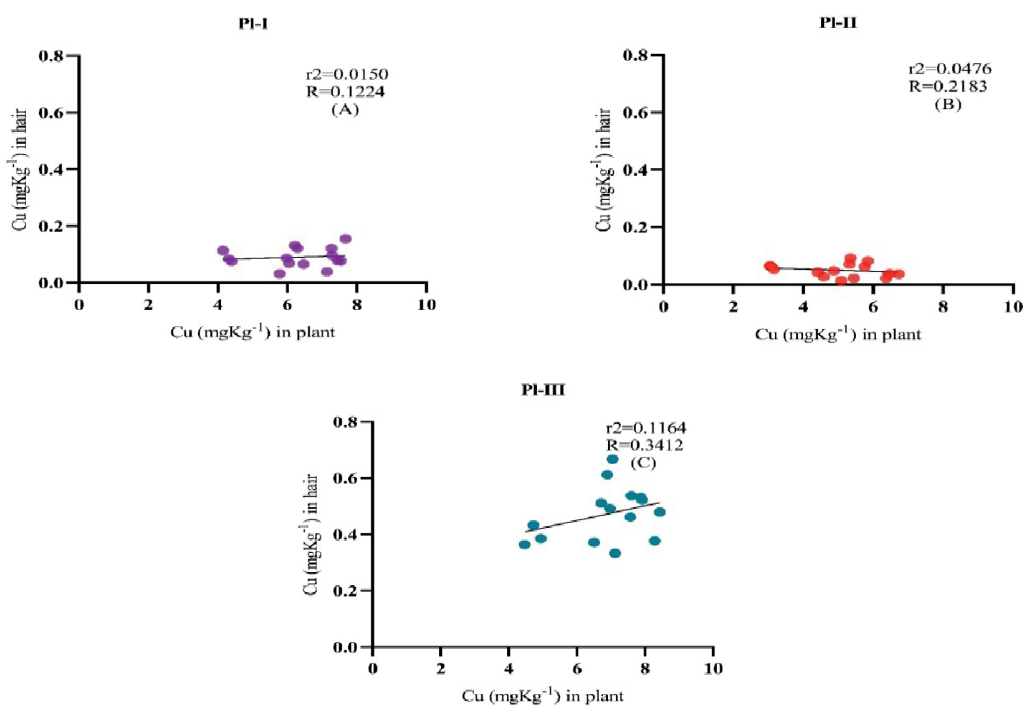 Pl-I
r2=0.0150
R=0.1224
(A)
Cu (mgKg⁻¹) in hair
0.8
0.6
0.4
0.2
0.0
0 2 4 6 8 10
Cu (mgKg⁻¹) in plant
Pl-II
r2=0.0476
R=0.2183
(B)
Cu (mgKg⁻¹) in hair
0.8
0.6
0.4
0.2
0.0
0 2 4 6 8 10
Cu (mgKg⁻¹) in plant
Pl-III
r2=0.1164
R=0.3412
(C)
Cu (mgKg⁻¹) in hair
0.8
0.6
0.4
0.2
0.0
0 2 4 6 8 10
Cu (mgKg⁻¹) in plant